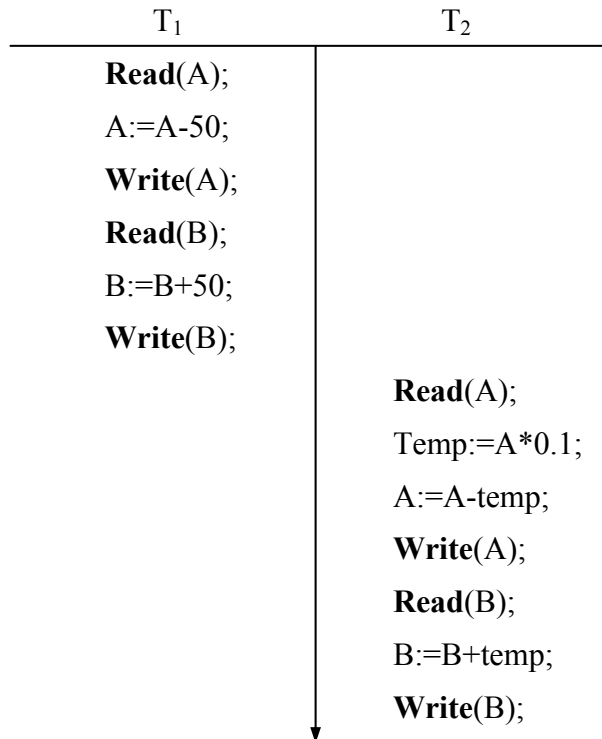 T₁ T₂
Read(A);
A:=A-50;
Write(A);
Read(B);
B:=B+50;
Write(B);
Read(A);
Temp:=A*0.1;
A:=A-temp;
Write(A);
Read(B);
B:=B+temp;
Write(B);